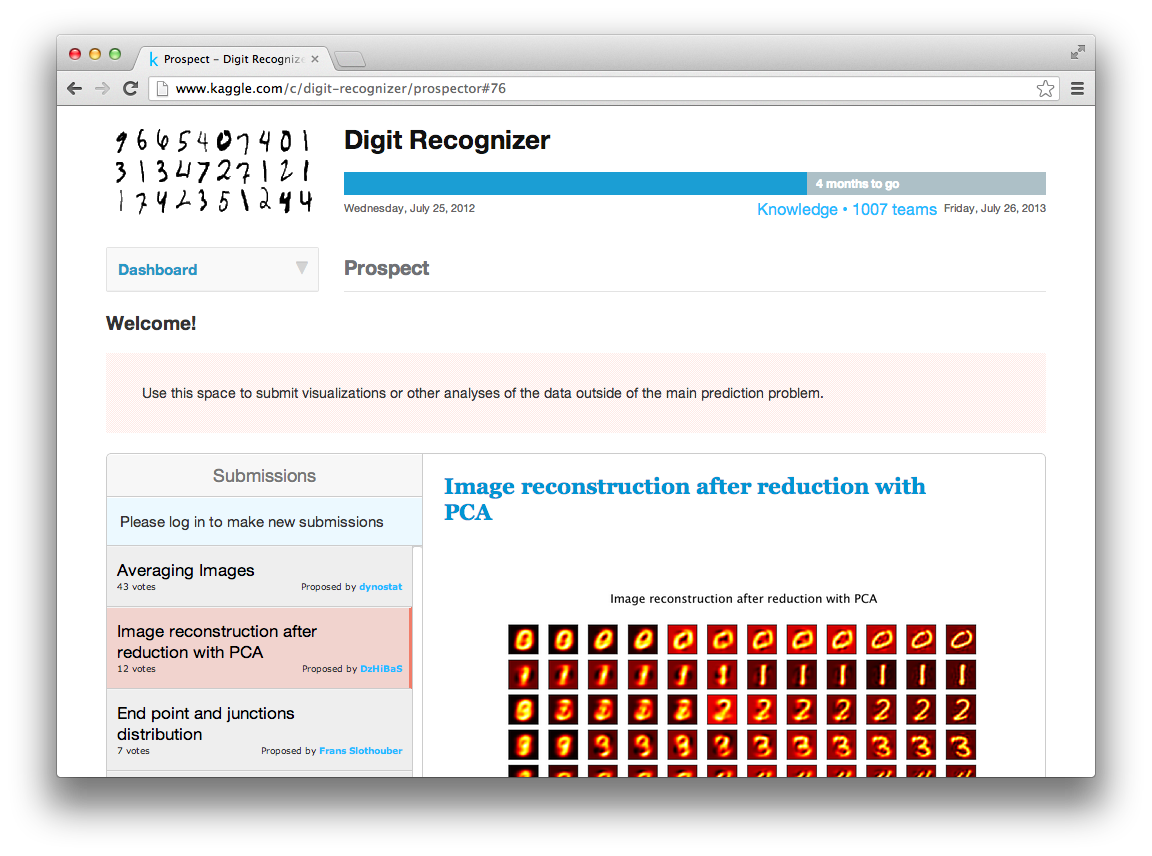 Prospect – Digit Recognize
www.kaggle.com/c/digit-recognizer/prospector#76
9 6 6 5 4 0 7 4 0 1
3 1 3 4 7 2 7 1 2 1
1 7 4 2 3 5 1 2 4 4
Digit Recognizer
4 months to go
Wednesday, July 25, 2012
Knowledge • 1007 teams
Friday, July 26, 2013
Dashboard
Prospect
Welcome!
Use this space to submit visualizations or other analyses of the data outside of the main prediction problem.
Submissions
Please log in to make new submissions
Averaging Images
43 votes
Proposed by dynostat
Image reconstruction after
reduction with PCA
12 votes
Proposed by DzHiBaS
End point and junctions
distribution
7 votes
Proposed by Frans Slothouber
Image reconstruction after reduction with
PCA
Image reconstruction after reduction with PCA